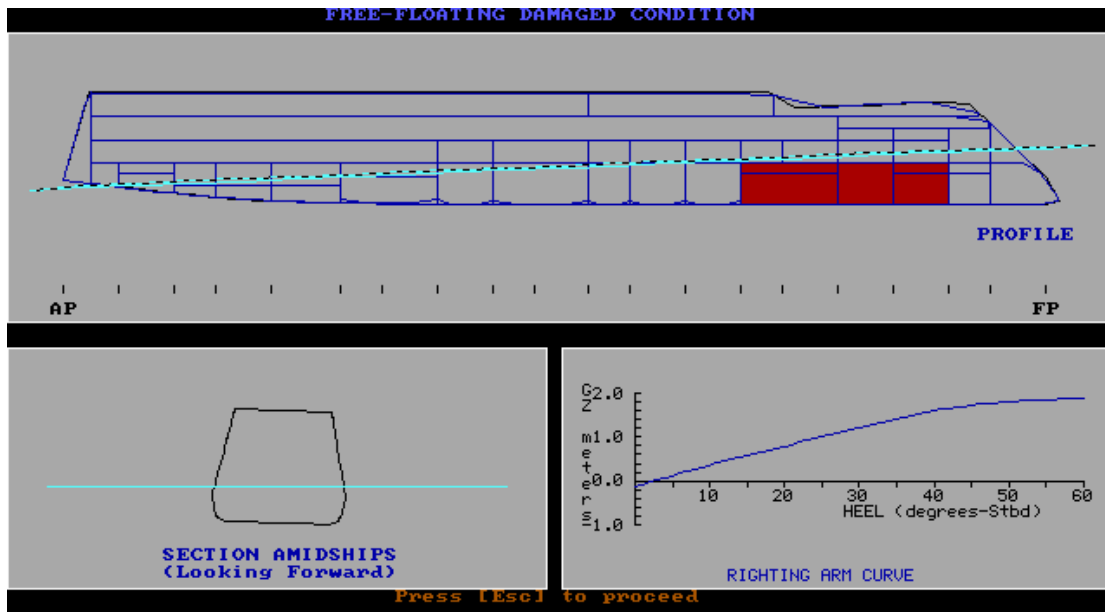 FREE-FLOATING DAMAGED CONDITION
PROFILE
AP
FP
SECTION AMIDSHIPS
(Looking Forward)
GZ meters
2.0
1.0
0.0
-1.0
10 20 30 40 50 60
HEEL (degrees-Stbd)
RIGHTING ARM CURVE
Press [Esc] to proceed